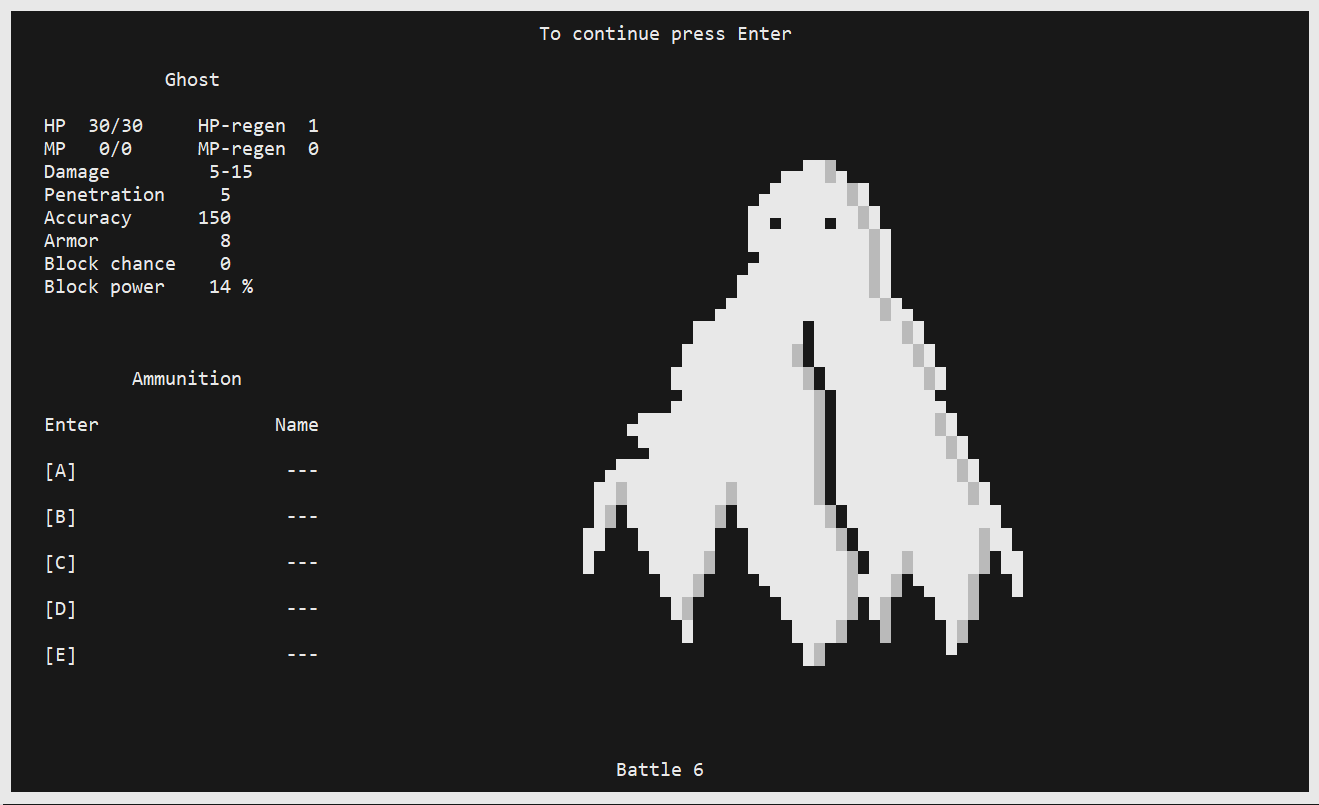 To continue press Enter
Ghost
HP 30/30 HP-regen 1
MP 0/0 MP-regen 0
Damage 5-15
Penetration 5
Accuracy 150
Armor 8
Block chance 0
Block power 14 %
Ammunition
Enter Name
[A] ---
[B] ---
[C] ---
[D] ---
[E] ---
Battle 6